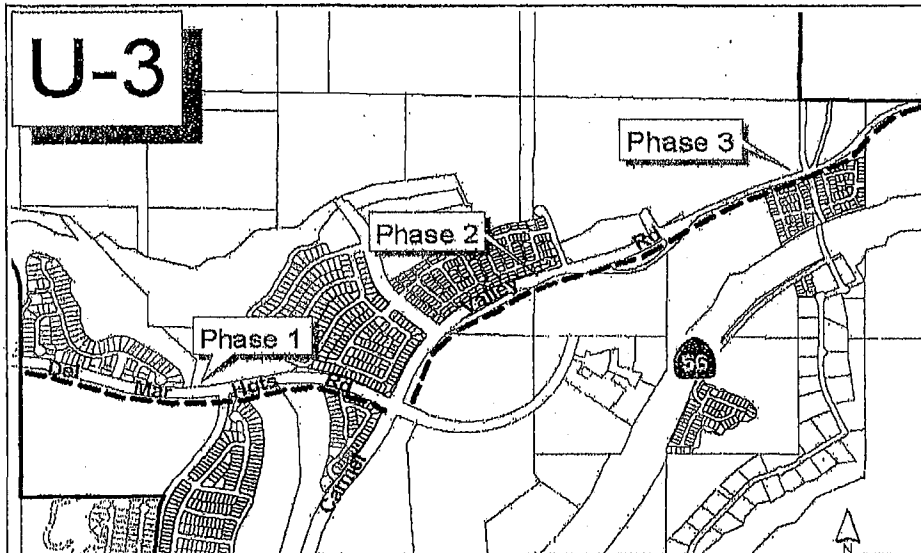 U-3
Phase 3
Phase 2
Rd
Valley
Phase 1
Del Mar Hgts Rd
56
Carmel